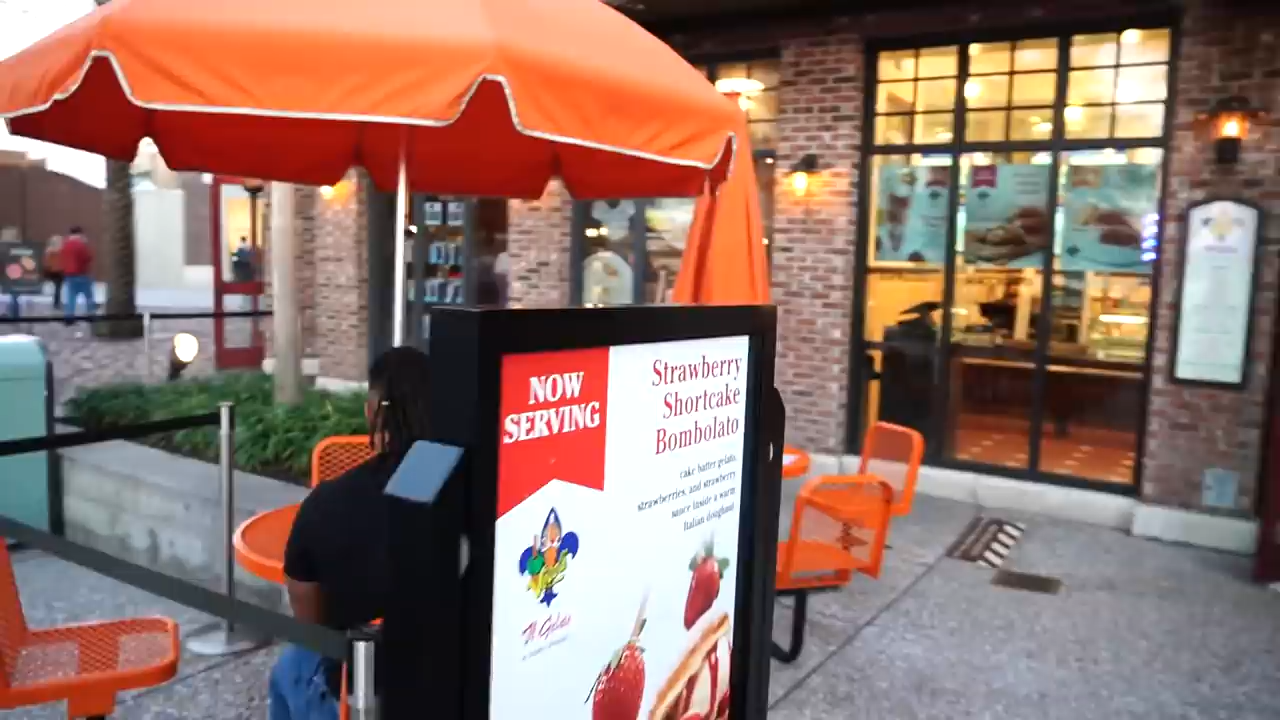 NOW
SERVING
Strawberry
Shortcake
Bombolato
cake batter gelato,
strawberries, and strawberry
sauce inside a warm
Italian doughnut